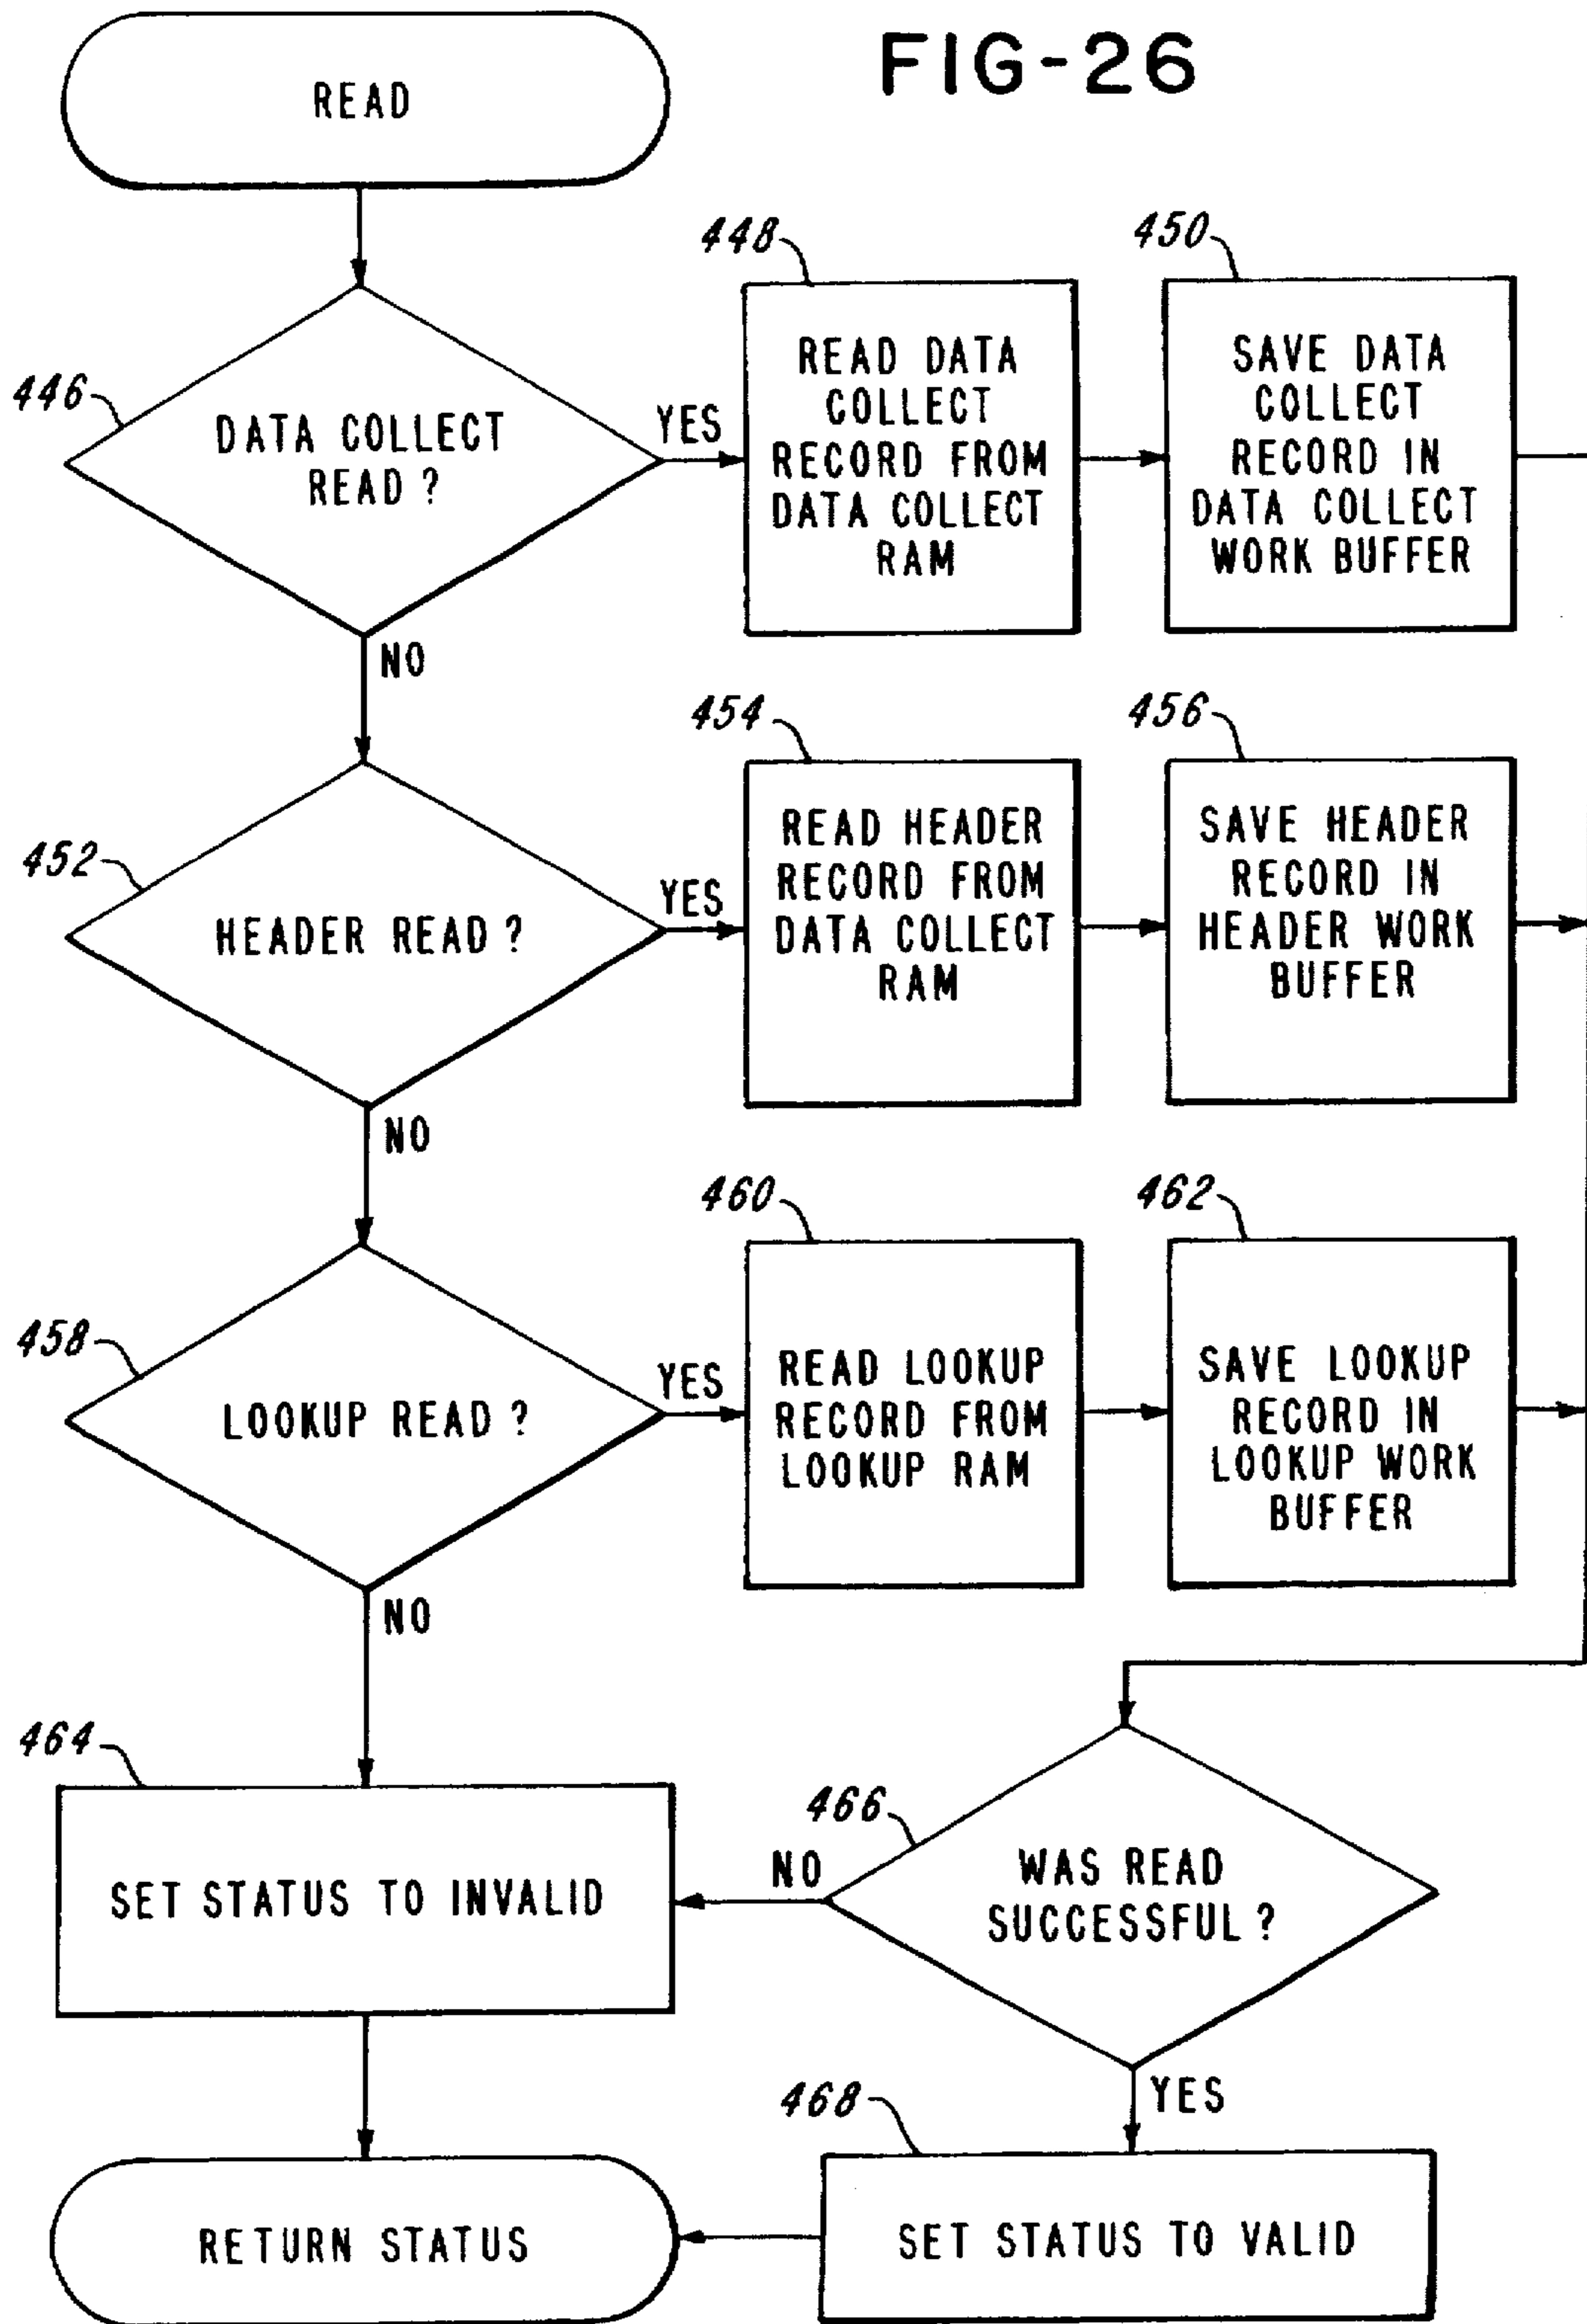 FIG-26
READ
448
450
446
DATA COLLECT
READ?
YES
READ DATA
COLLECT
RECORD FROM
DATA COLLECT
RAM
SAVE DATA
COLLECT
RECORD IN
DATA COLLECT
WORK BUFFER
NO
454
456
452
HEADER READ?
YES
READ HEADER
RECORD FROM
DATA COLLECT
RAM
SAVE HEADER
RECORD IN
HEADER WORK
BUFFER
NO
460
462
458
LOOKUP READ?
YES
READ LOOKUP
RECORD FROM
LOOKUP RAM
SAVE LOOKUP
RECORD IN
LOOKUP WORK
BUFFER
NO
464
SET STATUS TO INVALID
466
NO
WAS READ
SUCCESSFUL?
YES
468
SET STATUS TO VALID
RETURN STATUS